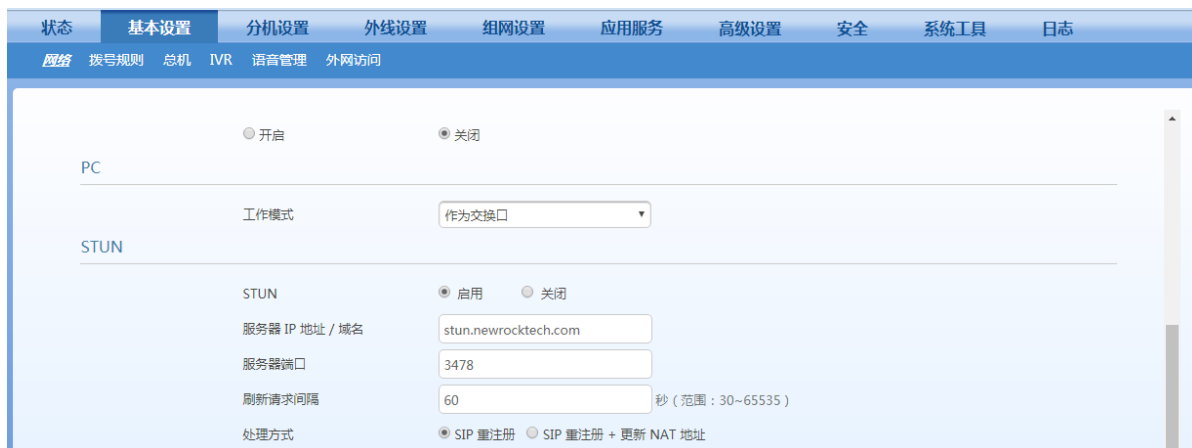 状态 基本设置 分机设置 外线设置 组网设置 应用服务 高级设置 安全 系统工具 日志
网络 拨号规则 总机 IVR 语音管理 外网访问
开启 关闭
PC
工作模式 作为交换口
STUN
STUN 启用 关闭
服务器 IP 地址 / 域名 stun.newrocktech.com
服务器端口 3478
刷新请求间隔 60 秒 ( 范围 : 30~65535 )
处理方式 SIP 重注册 SIP 重注册 + 更新 NAT 地址